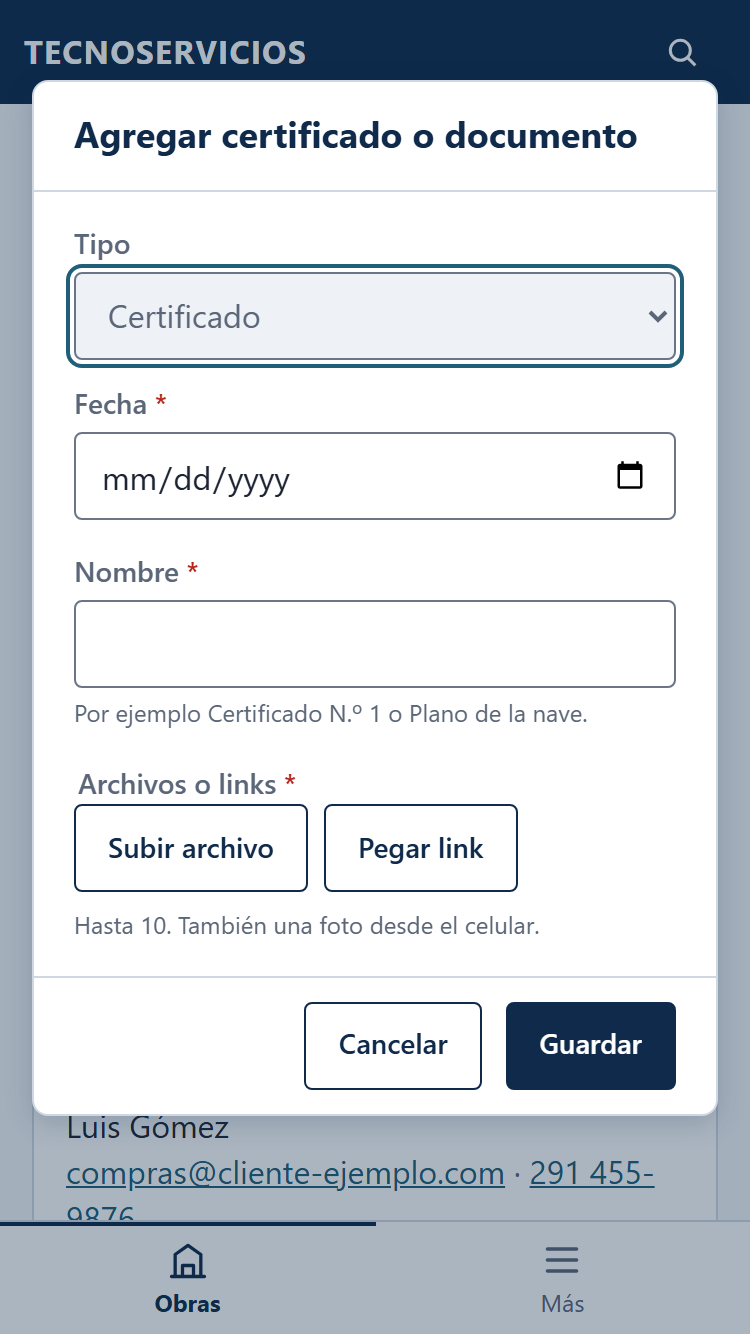 TECNOSERVICIOS
Agregar certificado o documento
Tipo
Certificado
Fecha *
mm/dd/yyyy
Nombre *
Por ejemplo Certificado N.º 1 o Plano de la nave.
Archivos o links *
Subir archivo
Pegar link
Hasta 10. También una foto desde el celular.
Cancelar
Guardar
Luis Gómez
compras@cliente-ejemplo.com · 291 455-
9876
Obras
Más